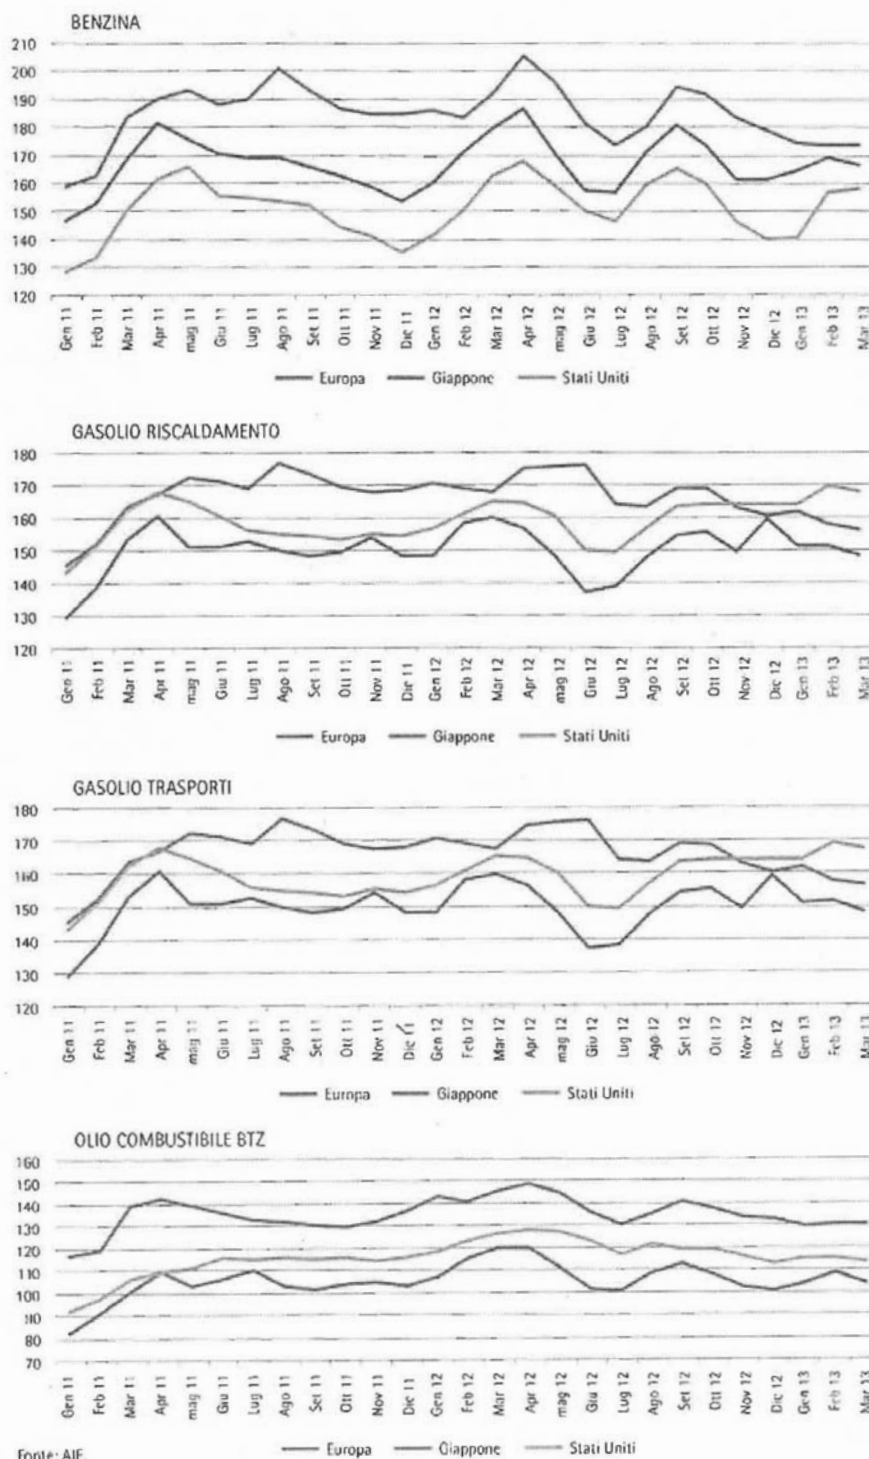 BENZINA
210
200
190
180
170
160
150
140
130
120
Gen 11 Feb 11 Mar 11 Apr 11 mag 11 Giu 11 Lug 11 Ago 11 Set 11 Ott 11 Nov 11 Dic 11 Gen 12 Feb 12 Mar 12 Apr 12 mag 12 Giu 12 Lug 12 Ago 12 Set 12 Ott 12 Nov 12 Dic 12 Gen 13 Feb 13 Mar 13
Europa Giappone Stati Uniti
GASOLIO RISCALDAMENTO
180
170
160
150
140
130
120
Gen 11 Feb 11 Mar 11 Apr 11 mag 11 Giu 11 Lug 11 Ago 11 Set 11 Ott 11 Nov 11 Dic 11 Gen 12 Feb 12 Mar 12 Apr 12 mag 12 Giu 12 Lug 12 Ago 12 Set 12 Ott 12 Nov 12 Dic 12 Gen 13 Feb 13 Mar 13
Europa Giappone Stati Uniti
GASOLIO TRASPORTI
180
170
160
150
140
130
120
Gen 11 Feb 11 Mar 11 Apr 11 mag 11 Giu 11 Lug 11 Ago 11 Set 11 Ott 11 Nov 11 Dic 11 Gen 12 Feb 12 Mar 12 Apr 12 mag 12 Giu 12 Lug 12 Ago 12 Set 12 Ott 12 Nov 12 Dic 12 Gen 13 Feb 13 Mar 13
Europa Giappone Stati Uniti
OLIO COMBUSTIBILE BTZ
160
150
140
130
120
110
100
90
80
70
Gen 11 Feb 11 Mar 11 Apr 11 mag 11 Giu 11 Lug 11 Ago 11 Set 11 Ott 11 Nov 11 Dic 11 Gen 12 Feb 12 Mar 12 Apr 12 mag 12 Giu 12 Lug 12 Ago 12 Set 12 Ott 12 Nov 12 Dic 12 Gen 13 Feb 13 Mar 13
Europa Giappone Stati Uniti
Fonte: AIE.